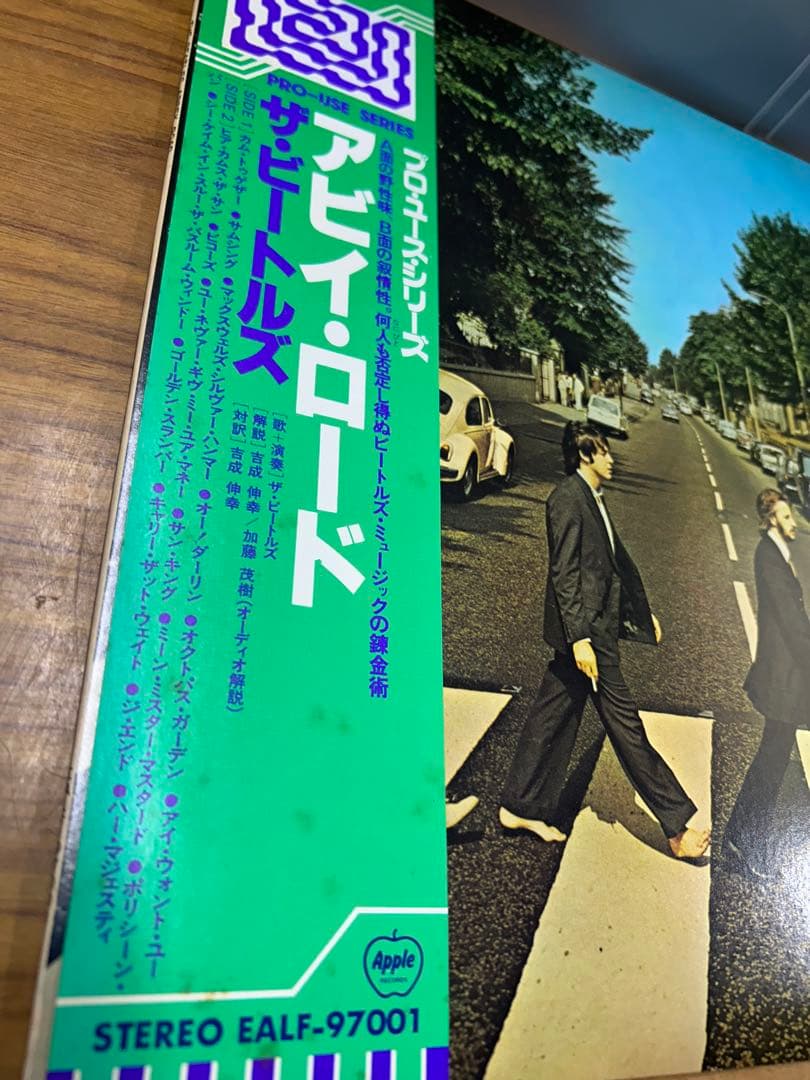 PRO-USE SERIES
プロ・ユース・シリーズ
A面の野性味、B面の叙情性。何人も否定し得ぬビートルズ・ミュージックの錬金術
アビイ・ロード
ザ・ビートルズ
[歌+演奏]ザ・ビートルズ
[解説]吉成 伸幸/加藤 茂樹(オーディオ解説)
[対訳]吉成 伸幸
SIDE 1 カム・トゥゲザー ●サムシング ●マックスウェルズ・シルヴァー・ハンマー ●オー!ダーリン ●オクトパス・ガーデン ●アイ・ウォント・ユー
SIDE 2 ヒア・カムズ・ザ・サン ●ビコーズ ●ユー・ネヴァー・ギヴ・ミー・ユア・マネー ●サン・キング ●ミーン・ミスター・マスタード ●ポリシーン・
パン ●シー・ケイム・イン・スルー・ザ・バスルーム・ウィンドー ●ゴールデン・スランバー ●キャリー・ザット・ウェイト ●ジ・エンド ●ハー・マジェスティ
Apple
RECORDS
STEREO EALF-97001